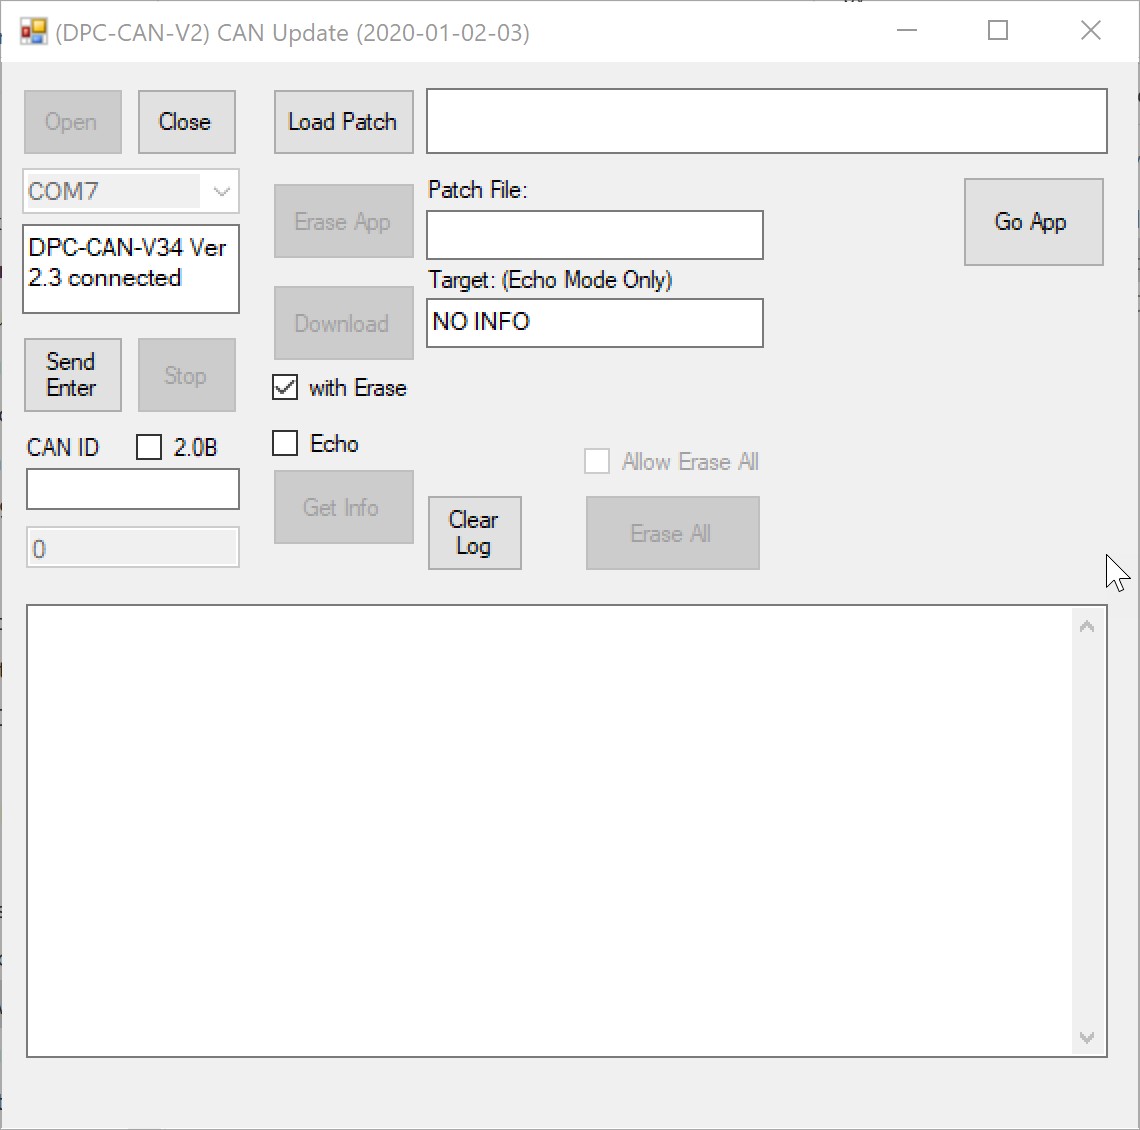 (DPC-CAN-V2) CAN Update (2020-01-02-03)
Open
Close
Load Patch
COM7
Patch File:
Erase App
Go App
DPC-CAN-V34 Ver
2.3 connected
Target: (Echo Mode Only)
Download
NO INFO
Send
Enter
Stop
with Erase
CAN ID
2.0B
Echo
Allow Erase All
Get Info
Clear
Log
Erase All
0